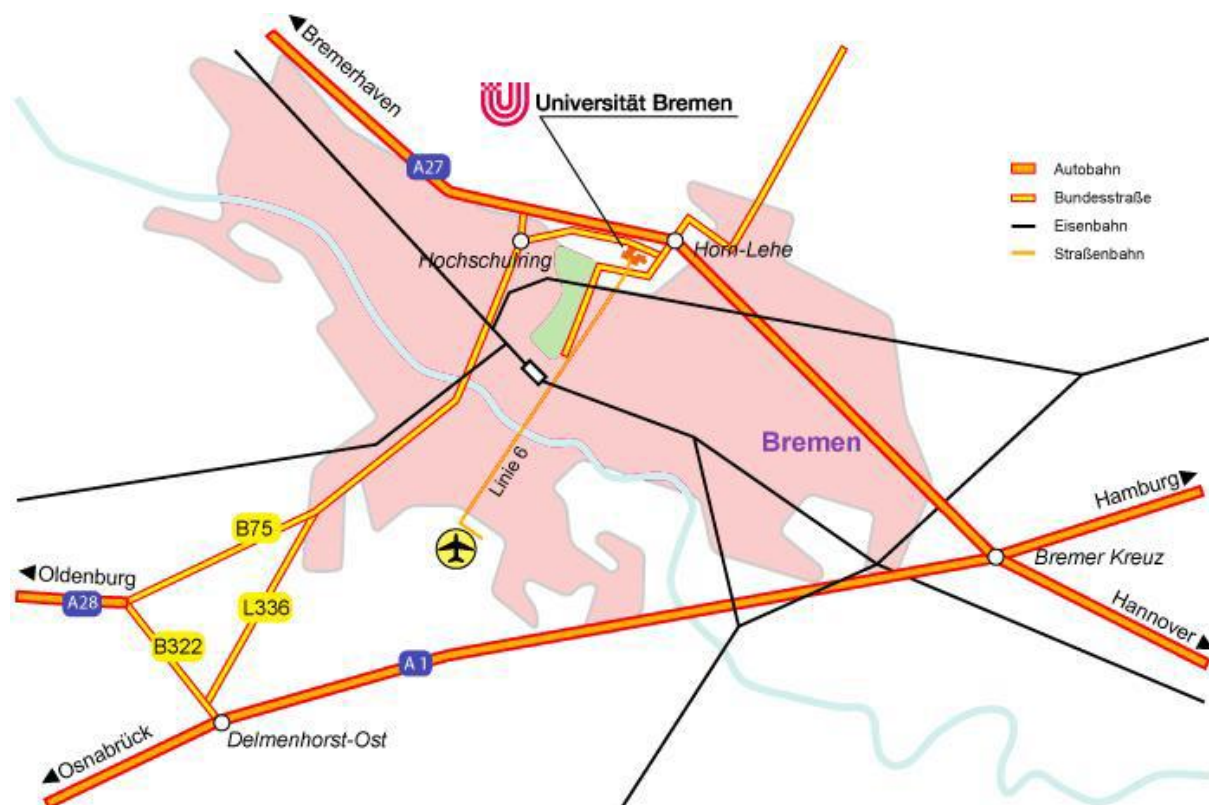 Bremerhaven
Universität Bremen
A27
Autobahn
Bundesstraße
Eisenbahn
Straßenbahn
Hochschulring
Horn-Lehe
Bremen
Linie 6
Hamburg
B75
Bremer Kreuz
Oldenburg
A28
L336
Hannover
B322
A 1
Osnabrück
Delmenhorst-Ost